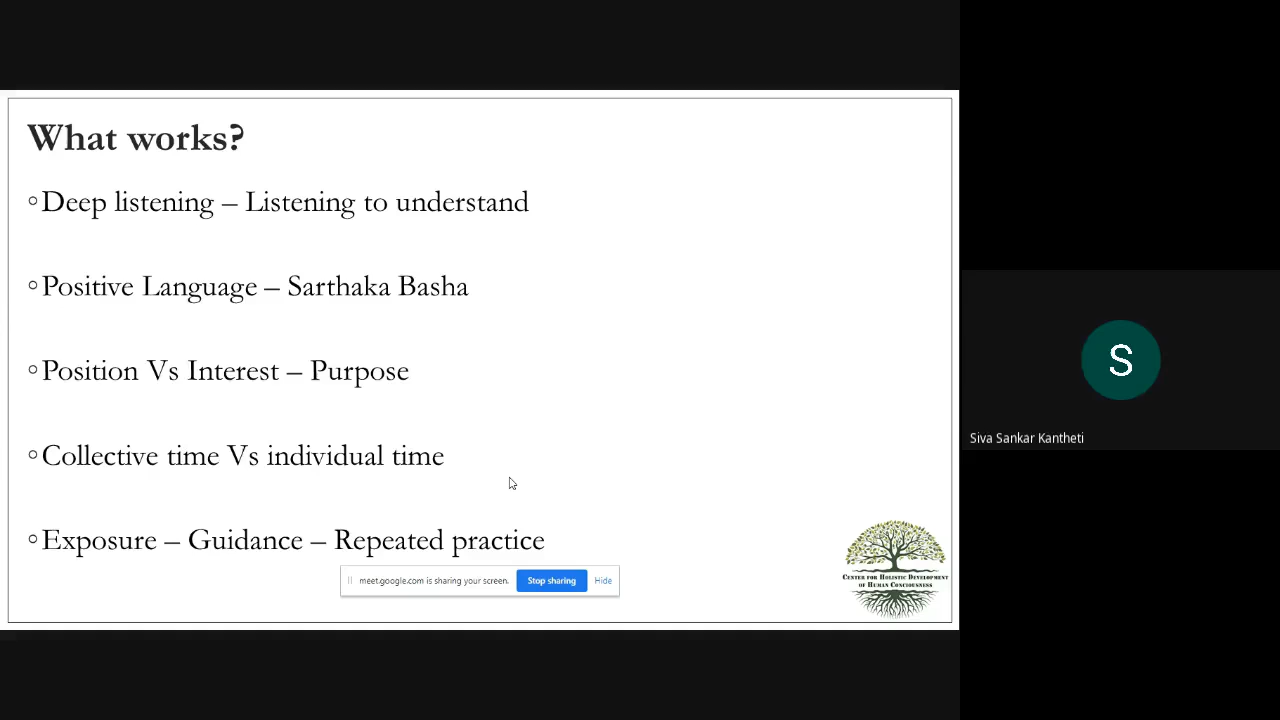 What works?
◦Deep listening – Listening to understand
◦Positive Language – Sarthaka Basha
◦Position Vs Interest – Purpose
◦Collective time Vs individual time
◦Exposure – Guidance – Repeated practice
meet.google.com is sharing your screen. Stop sharing Hide
CENTER FOR HOLISTIC DEVELOPMENT
OF HUMAN CONCIOUSNESS
S
Siva Sankar Kantheti